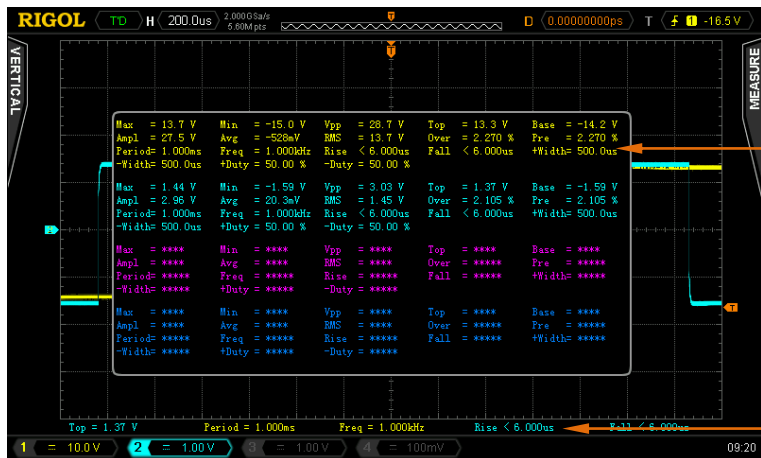 RIGOL T'D H 200.0us 2.000GSa/s 5.60M pts D 0.00000000ps T 1 -16.5 V
VERTICAL
MEASURE
Max = 13.7 V Min = -15.0 V Vpp = 28.7 V Top = 13.3 V Base = -14.2 V
Ampl = 27.5 V Avg = -528mV RMS = 13.7 V Over = 2.270 % Pre = 2.270 %
Period= 1.000ms Freq = 1.000kHz Rise < 6.000us Fall < 6.000us +Width= 500.0us
-Width= 500.0us +Duty = 50.00 % -Duty = 50.00 %
Max = 1.44 V Min = -1.59 V Vpp = 3.03 V Top = 1.37 V Base = -1.59 V
Ampl = 2.96 V Avg = 20.3mV RMS = 1.45 V Over = 2.105 % Pre = 2.105 %
Period= 1.000ms Freq = 1.000kHz Rise < 6.000us Fall < 6.000us +Width= 500.0us
-Width= 500.0us +Duty = 50.00 % -Duty = 50.00 %
Max = **** Min = **** Vpp = **** Top = **** Base = ****
Ampl = **** Avg = **** RMS = **** Over = ***** Pre = *****
Period= ***** Freq = ***** Rise = ***** Fall = ***** +Width= *****
-Width= ***** +Duty = ***** -Duty = *****
Max = **** Min = **** Vpp = **** Top = **** Base = ****
Ampl = **** Avg = **** RMS = **** Over = ***** Pre = *****
Period= ***** Freq = ***** Rise = ***** Fall = ***** +Width= *****
-Width= ***** +Duty = ***** -Duty = *****
T
Top = 1.37 V Period = 1.000ms Freq = 1.000kHz Rise < 6.000us Fall < 6.000us
1 = 10.0 V 2 = 1.00 V 3 = 1.00 V 4 = 100mV 09:20